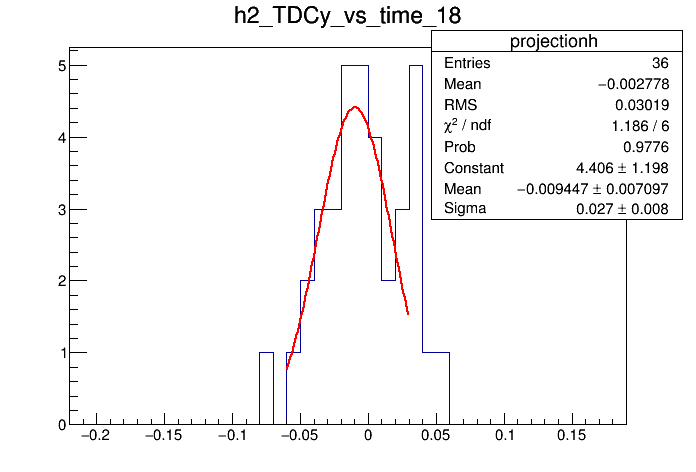 h2_TDCy_vs_time_18
projectionh
Entries 36
Mean −0.002778
RMS 0.03019
χ² / ndf 1.186 / 6
Prob 0.9776
Constant 4.406 ± 1.198
Mean −0.009447 ± 0.007097
Sigma 0.027 ± 0.008
5
4
3
2
1
0
−0.2 −0.15 −0.1 −0.05 0 0.05 0.1 0.15